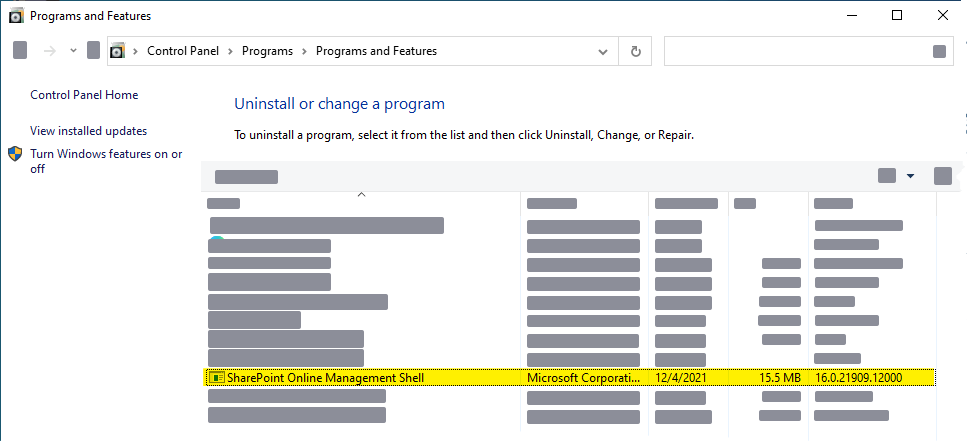 Programs and Features
Control Panel > Programs > Programs and Features
Control Panel Home
Uninstall or change a program
View installed updates
To uninstall a program, select it from the list and then click Uninstall, Change, or Repair.
Turn Windows features on or
off
SharePoint Online Management Shell Microsoft Corporati... 12/4/2021 15.5 MB 16.0.21909.12000